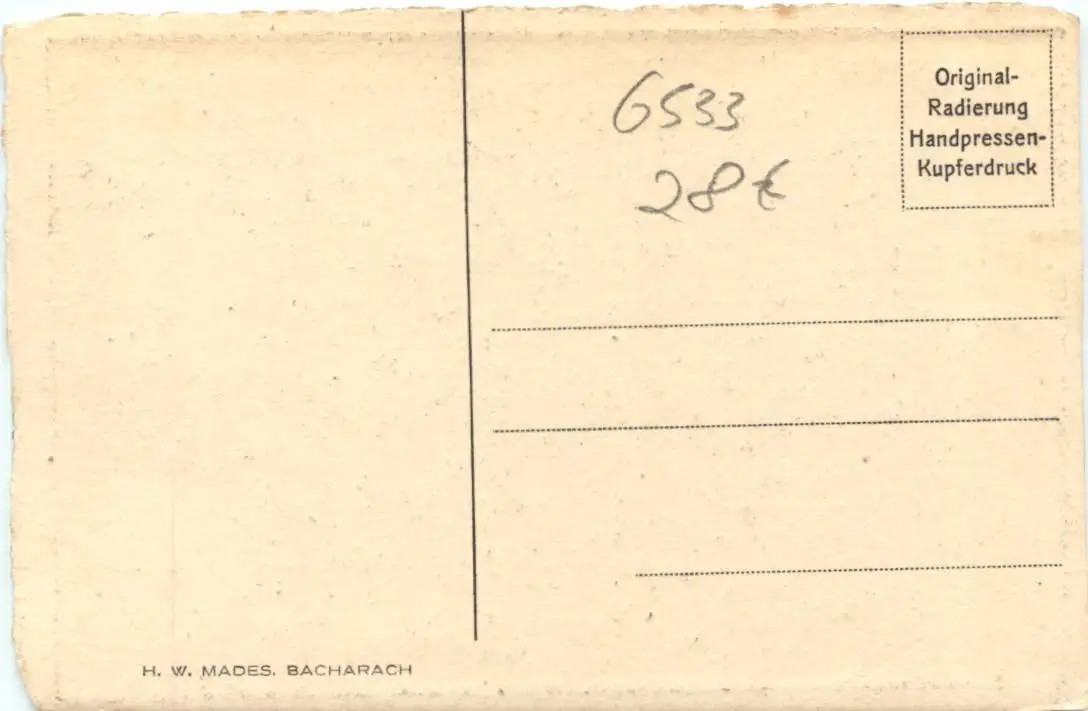 6533
28 €
Original-
Radierung
Handpressen-
Kupferdruck
H. W. MADES. BACHARACH